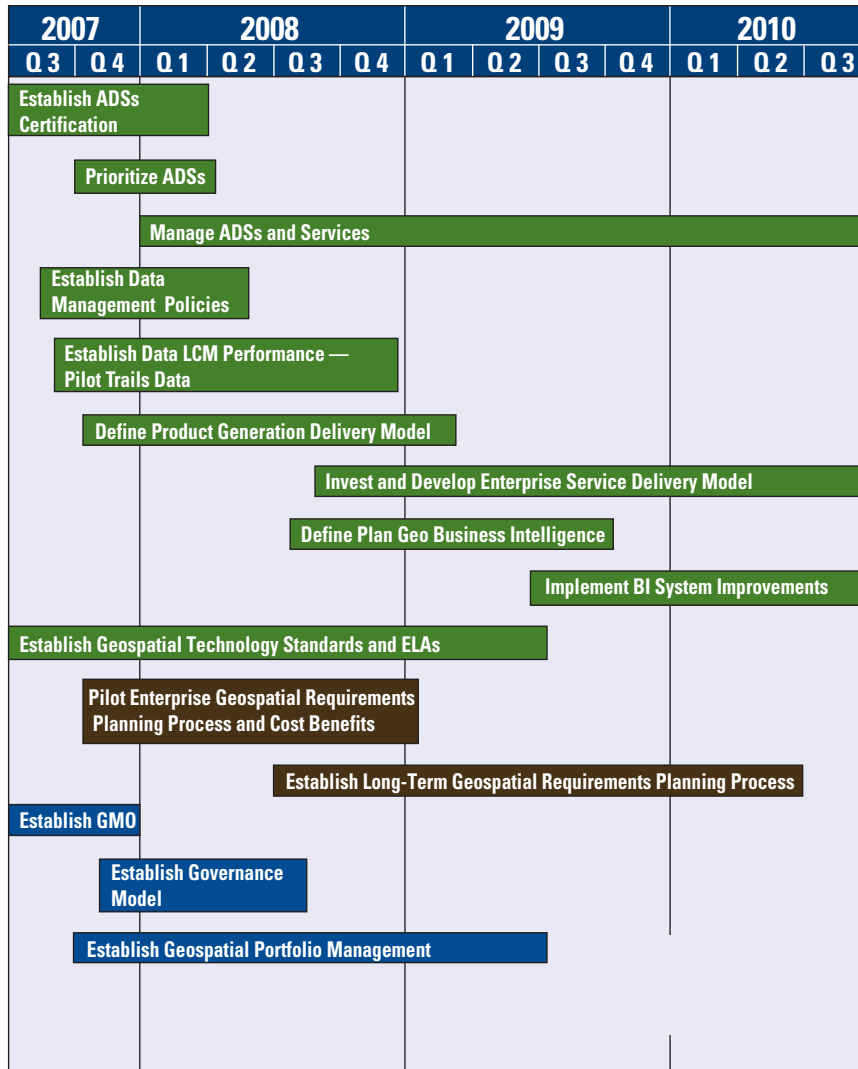 2007 2008 2009 2010
Q 3 Q 4 Q 1 Q 2 Q 3 Q 4 Q 1 Q 2 Q 3 Q 4 Q 1 Q 2 Q 3
Establish ADSs
Certification
Prioritize ADSs
Manage ADSs and Services
Establish Data
Management Policies
Establish Data LCM Performance —
Pilot Trails Data
Define Product Generation Delivery Model
Invest and Develop Enterprise Service Delivery Model
Define Plan Geo Business Intelligence
Implement BI System Improvements
Establish Geospatial Technology Standards and ELAs
Pilot Enterprise Geospatial Requirements
Planning Process and Cost Benefits
Establish Long-Term Geospatial Requirements Planning Process
Establish GMO
Establish Governance
Model
Establish Geospatial Portfolio Management